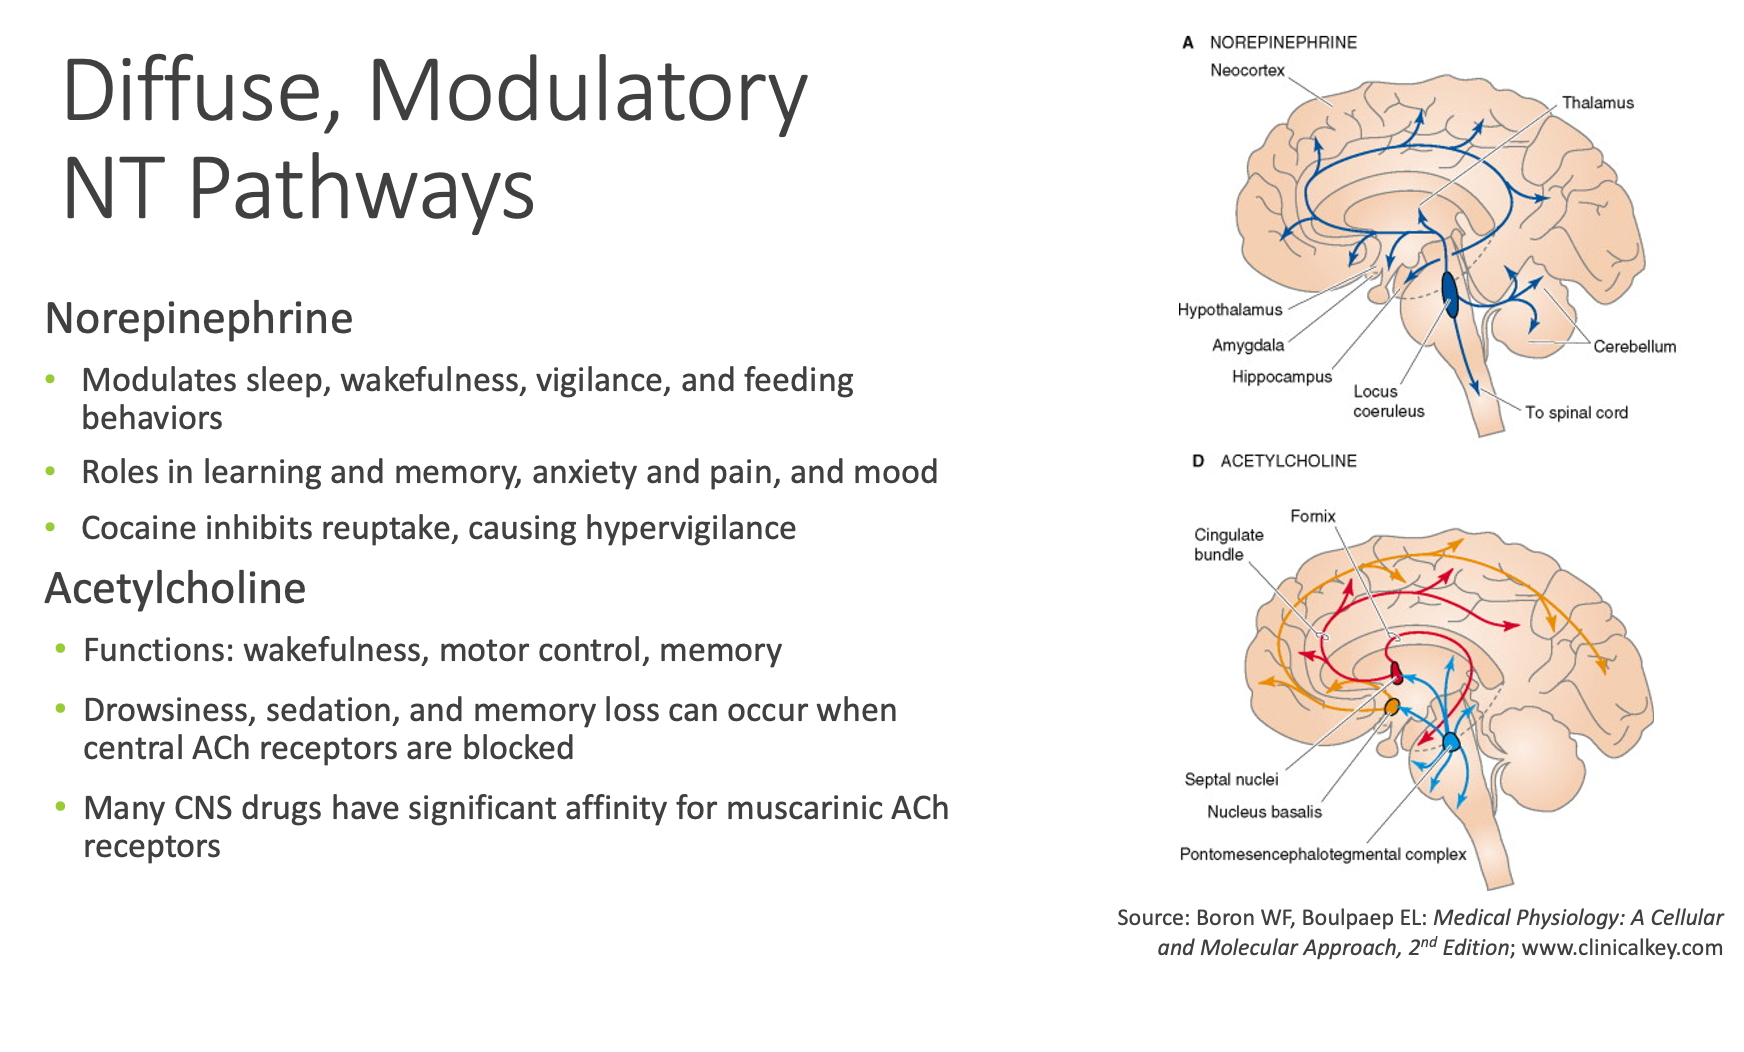 Diffuse, Modulatory
NT Pathways
Norepinephrine
• Modulates sleep, wakefulness, vigilance, and feeding
behaviors
• Roles in learning and memory, anxiety and pain, and mood
• Cocaine inhibits reuptake, causing hypervigilance
Acetylcholine
• Functions: wakefulness, motor control, memory
• Drowsiness, sedation, and memory loss can occur when
central ACh receptors are blocked
• Many CNS drugs have significant affinity for muscarinic ACh
receptors
A NOREPINEPHRINE
Neocortex
Thalamus
Hypothalamus
Amygdala
Hippocampus
Locus
coeruleus
Cerebellum
To spinal cord
D ACETYLCHOLINE
Fornix
Cingulate
bundle
Septal nuclei
Nucleus basalis
Pontomesencephalotegmental complex
Source: Boron WF, Boulpaep EL: Medical Physiology: A Cellular
and Molecular Approach, 2nd Edition; www.clinicalkey.com